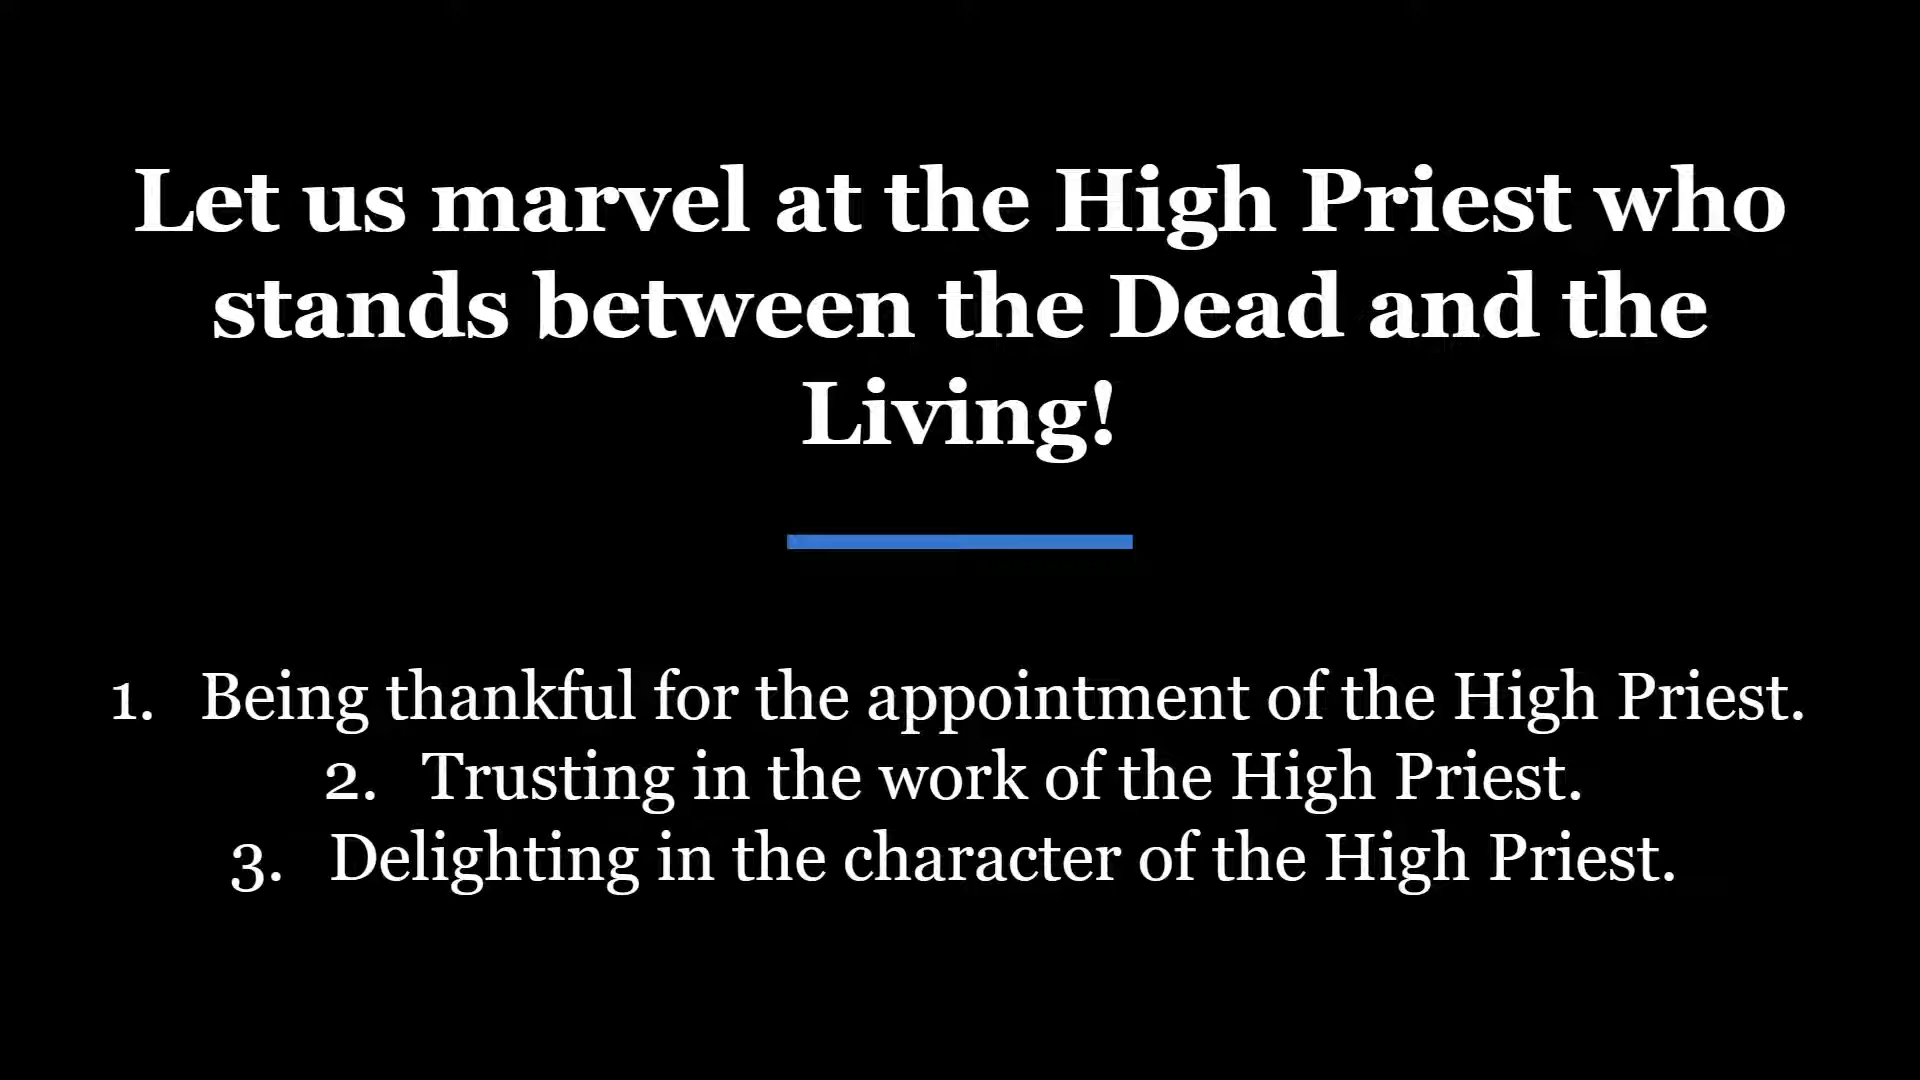 Let us marvel at the High Priest who
stands between the Dead and the
Living!
1. Being thankful for the appointment of the High Priest.
2. Trusting in the work of the High Priest.
3. Delighting in the character of the High Priest.